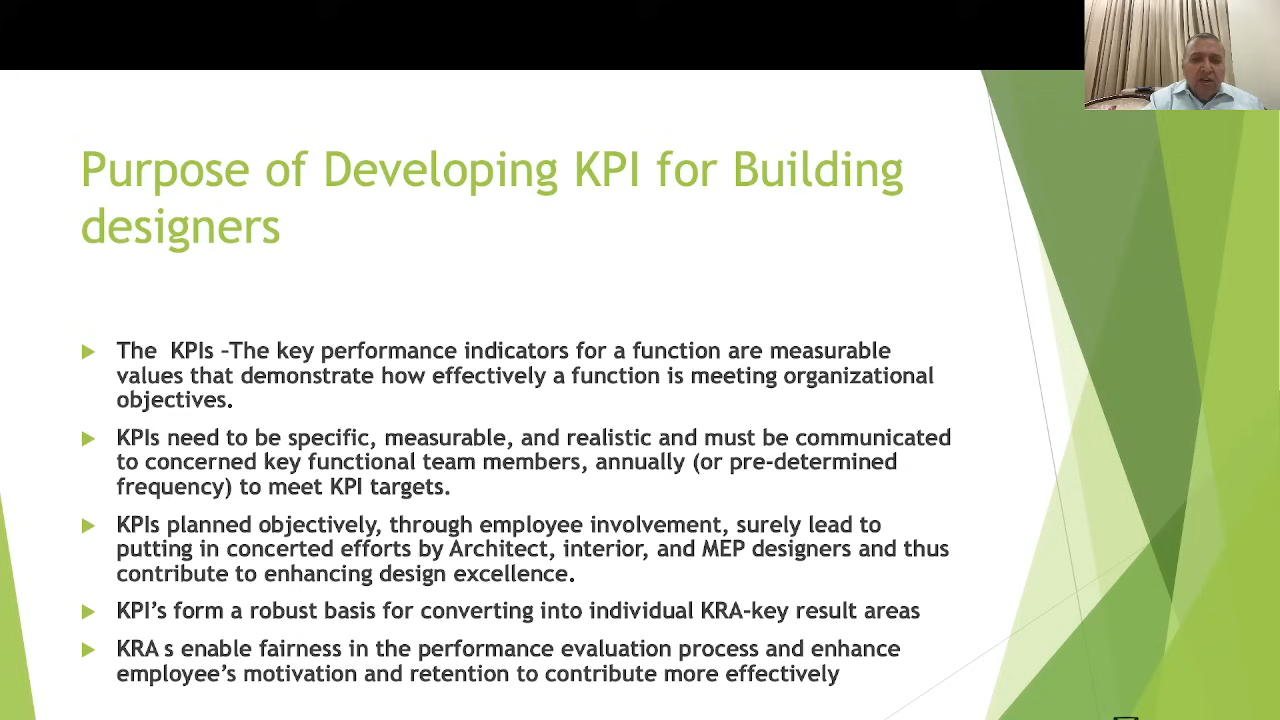 Purpose of Developing KPI for Building
designers
The  KPIs –The key performance indicators for a function are measurable
values that demonstrate how effectively a function is meeting organizational
objectives.
KPIs need to be specific, measurable, and realistic and must be communicated
to concerned key functional team members, annually (or pre-determined
frequency) to meet KPI targets.
KPIs planned objectively, through employee involvement, surely lead to
putting in concerted efforts by Architect, interior, and MEP designers and thus
contribute to enhancing design excellence.
KPI’s form a robust basis for converting into individual KRA-key result areas
KRA s enable fairness in the performance evaluation process and enhance
employee’s motivation and retention to contribute more effectively